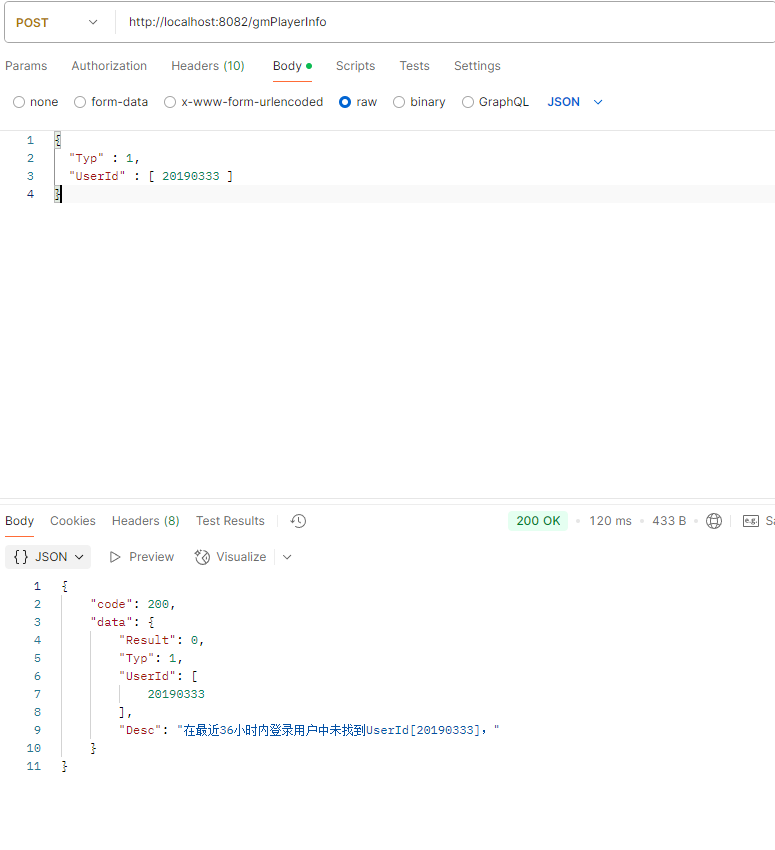 POST http://localhost:8082/gmPlayerInfo
Params Authorization Headers (10) Body Scripts Tests Settings
none form-data x-www-form-urlencoded raw binary GraphQL JSON
1 {
2 "Typ" : 1,
3 "UserId" : [ 20190333 ]
4 }
Body Cookies Headers (8) Test Results 200 OK 120 ms 433 B e.g. Sa
{} JSON Preview Visualize
1 {
2 "code": 200,
3 "data": {
4 "Result": 0,
5 "Typ": 1,
6 "UserId": [
7 20190333
8 ],
9 "Desc": "在最近36小时内登录用户中未找到UserId[20190333]，"
10 }
11 }